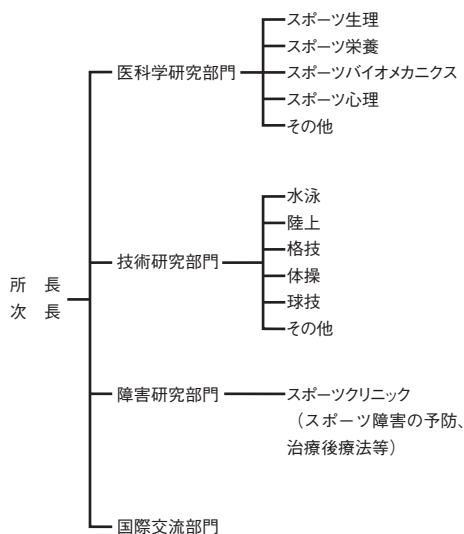 所　長
次　長
医科学研究部門
スポーツ生理
スポーツ栄養
スポーツバイオメカニクス
スポーツ心理
その他
技術研究部門
水泳
陸上
格技
体操
球技
その他
障害研究部門
スポーツクリニック
（スポーツ障害の予防、
治療後療法等）
国際交流部門